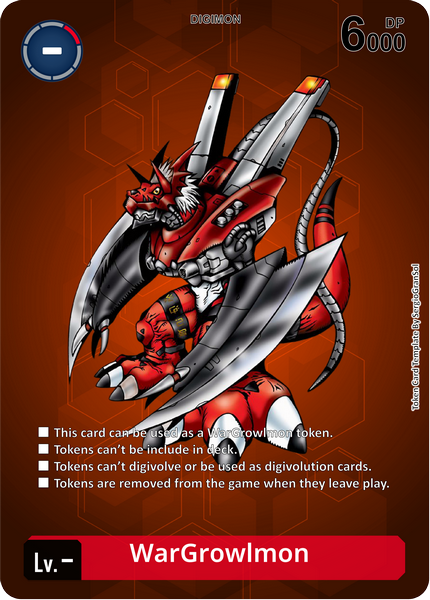 DIGIMON
DP
6000
-
■ This card can be used as a WarGrowlmon token.
■ Tokens can't be include in deck.
■ Tokens can't digivolve or be used as digivolution cards.
■ Tokens are removed from the game when they leave play.
Token Card Template By SergioGranSol
Lv.-
WarGrowlmon